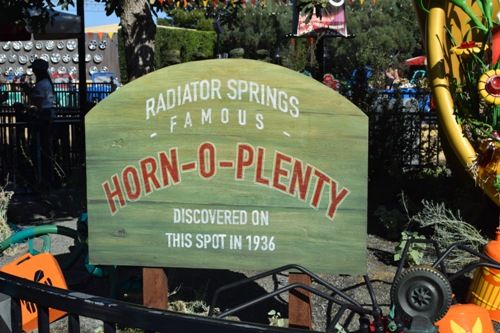 RADIATOR SPRINGS
- FAMOUS -
HORN-O-PLENTY
DISCOVERED ON
THIS SPOT IN 1936